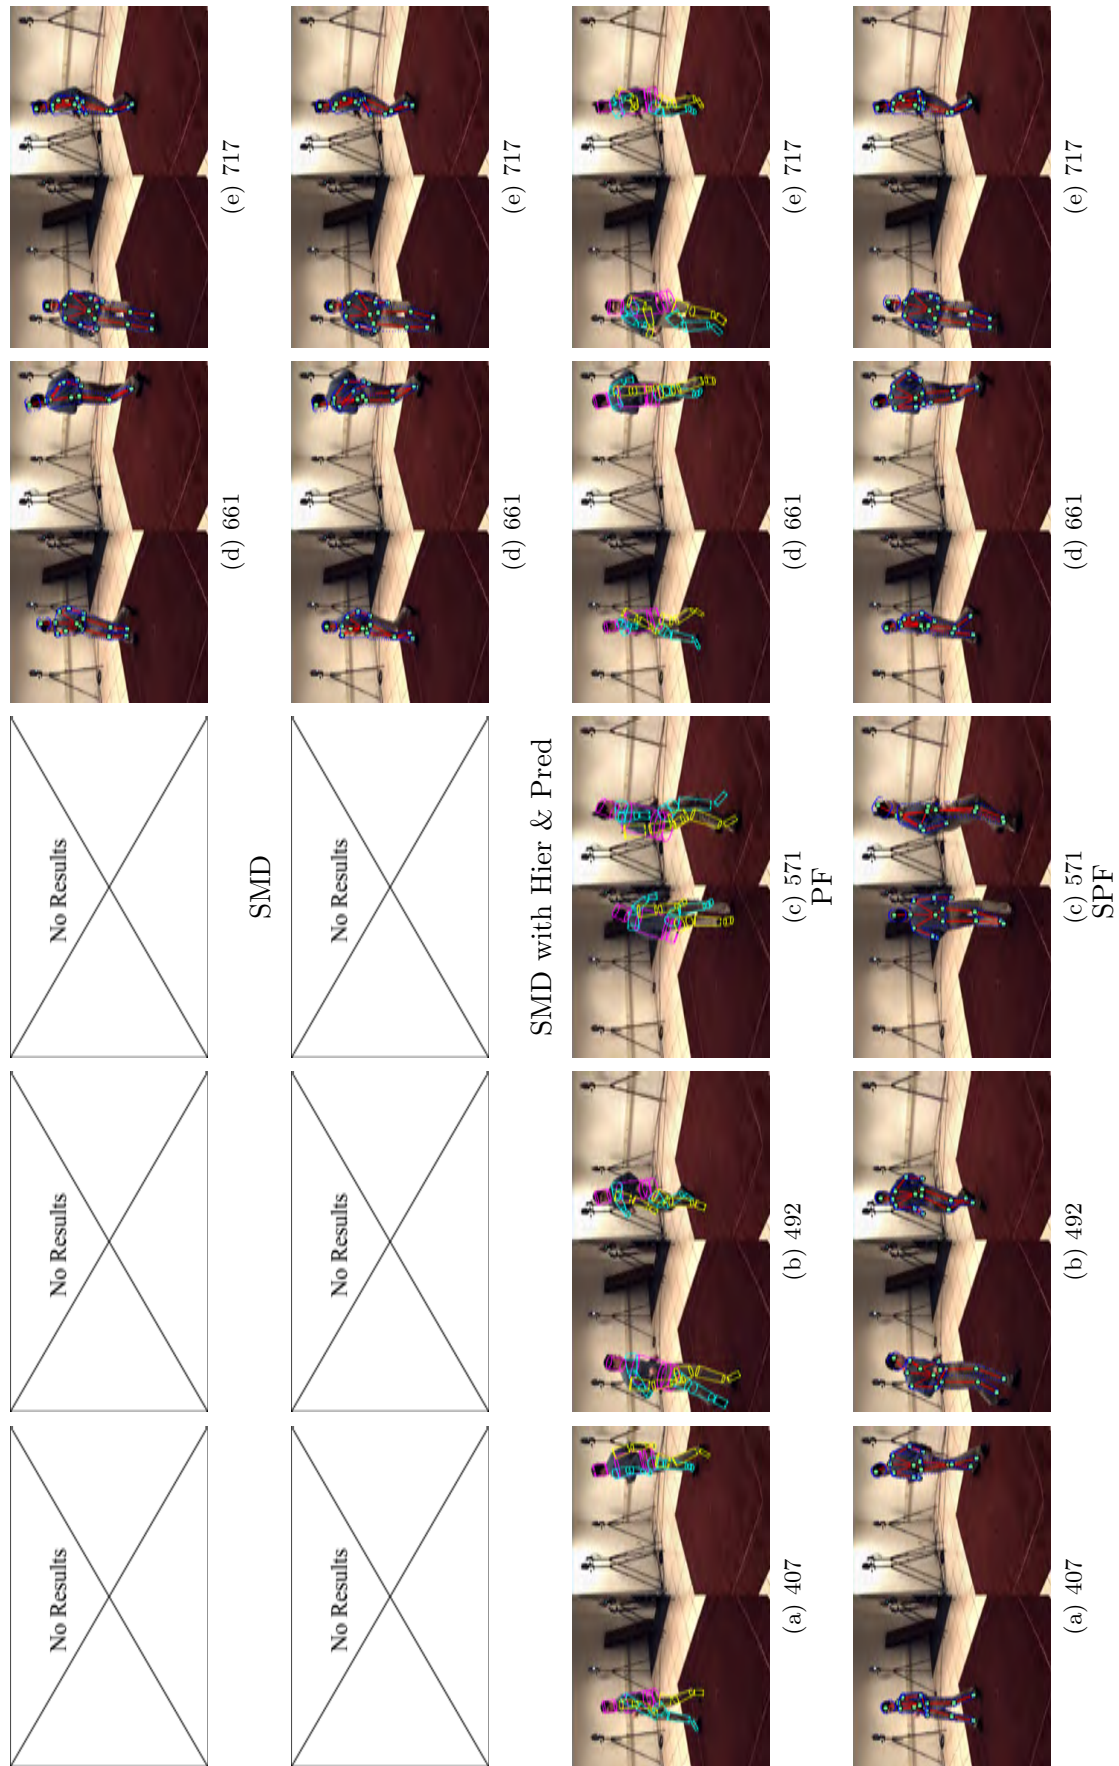 No Results
No Results
No Results
(d) 661
(e) 717
SMD
No Results
No Results
No Results
(d) 661
(e) 717
SMD with Hier & Pred
(a) 407
(b) 492
(c) 571
(d) 661
(e) 717
PF
(a) 407
(b) 492
(c) 571
(d) 661
(e) 717
SPF